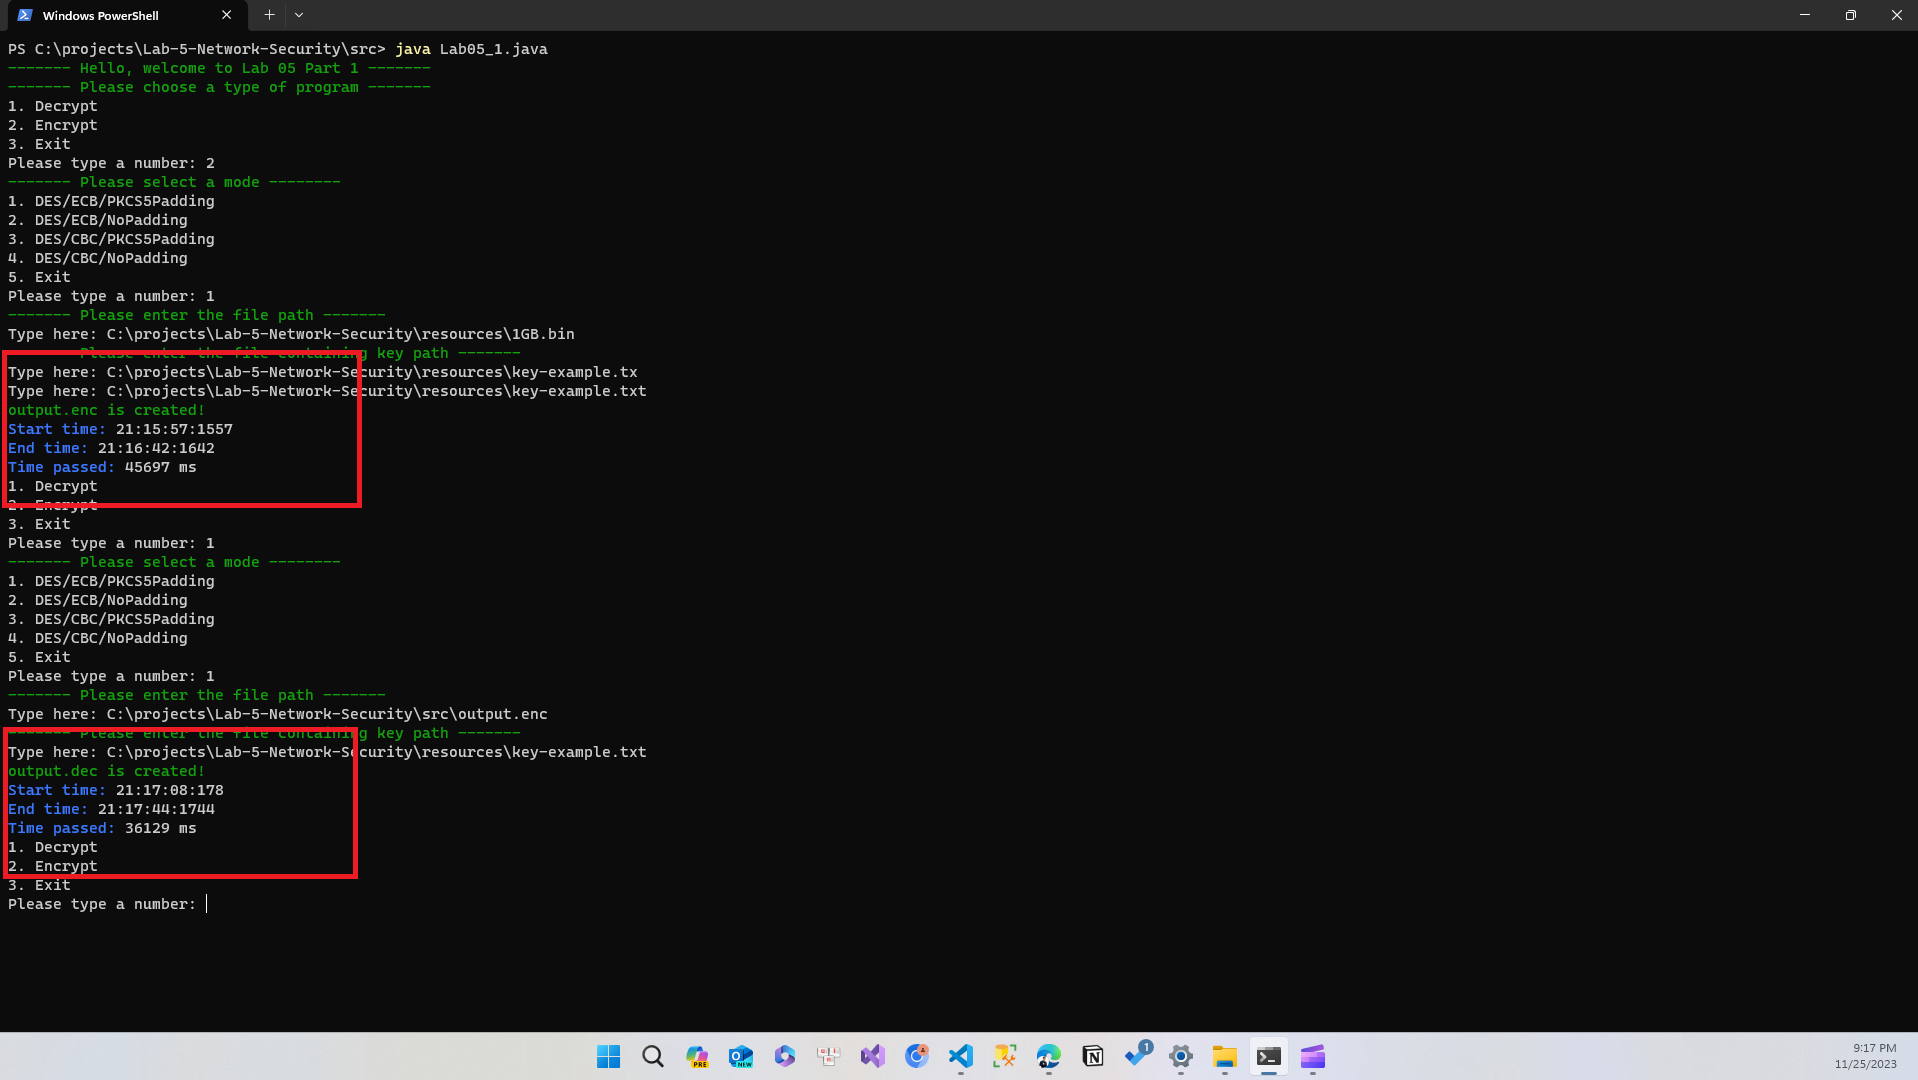 Windows PowerShell
PS C:\projects\Lab-5-Network-Security\src> java Lab05_1.java
------- Hello, welcome to Lab 05 Part 1 -------
------- Please choose a type of program -------
1. Decrypt
2. Encrypt
3. Exit
Please type a number: 2
------- Please select a mode --------
1. DES/ECB/PKCS5Padding
2. DES/ECB/NoPadding
3. DES/CBC/PKCS5Padding
4. DES/CBC/NoPadding
5. Exit
Please type a number: 1
------- Please enter the file path -------
Type here: C:\projects\Lab-5-Network-Security\resources\1GB.bin
------- Please enter the file containing key path -------
Type here: C:\projects\Lab-5-Network-Security\resources\key-example.tx
Type here: C:\projects\Lab-5-Network-Security\resources\key-example.txt
output.enc is created!
Start time: 21:15:57:1557
End time: 21:16:42:1642
Time passed: 45697 ms
1. Decrypt
2. Encrypt
3. Exit
Please type a number: 1
------- Please select a mode --------
1. DES/ECB/PKCS5Padding
2. DES/ECB/NoPadding
3. DES/CBC/PKCS5Padding
4. DES/CBC/NoPadding
5. Exit
Please type a number: 1
------- Please enter the file path -------
Type here: C:\projects\Lab-5-Network-Security\src\output.enc
------- Please enter the file containing key path -------
Type here: C:\projects\Lab-5-Network-Security\resources\key-example.txt
output.dec is created!
Start time: 21:17:08:178
End time: 21:17:44:1744
Time passed: 36129 ms
1. Decrypt
2. Encrypt
3. Exit
Please type a number:
PRE
NEW
1
9:17 PM
11/25/2023